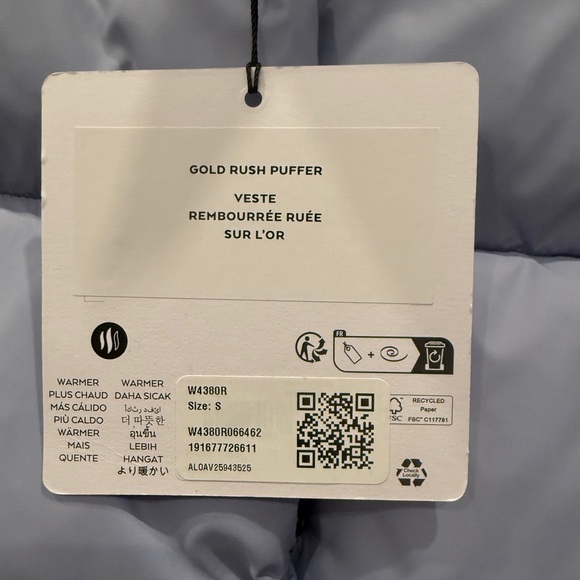 GOLD RUSH PUFFER
VESTE
REMBOURRÉE RUÉE
SUR L'OR
FR
+
WARMER
PLUS CHAUD
MÁS CÁLIDO
PIÙ CALDO
WÄRMER
MAIS
QUENTE
WARMER
DAHA SICAK
더 따뜻한
อุ่นขึ้น
LEBIH
HANGAT
より暖かい
W4380R
Size: S
W4380R066462
191677726611
ALOAV25943525
FSC
RECYCLED
Paper
FSC® C117781
Check
Locally